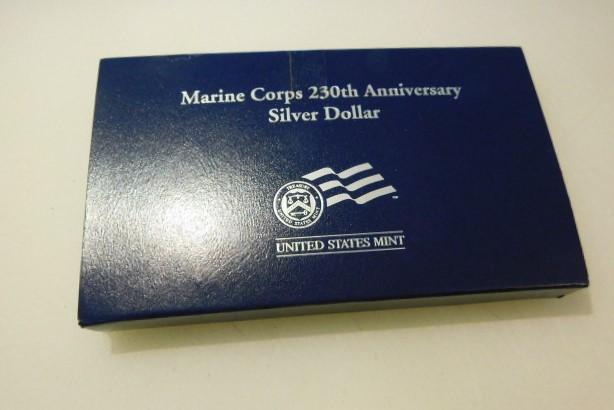 Marine Corps 230th Anniversary
Silver Dollar
UNITED STATES MINT